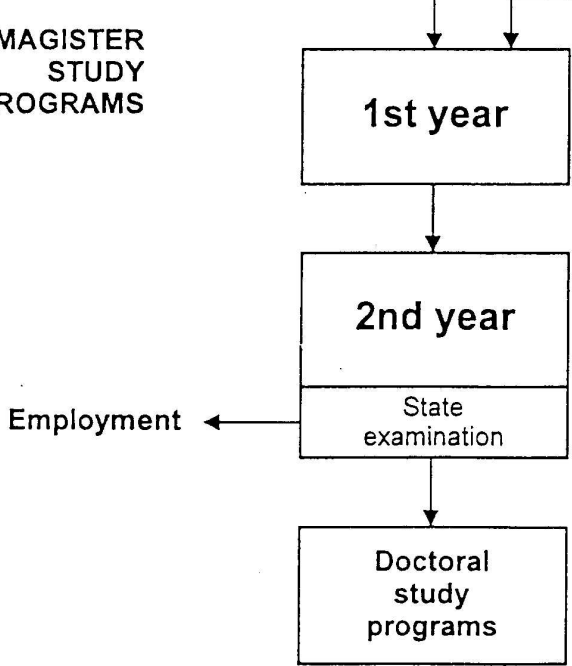 MAGISTER
STUDY
ROGRAMS
1st year
2nd year
State
examination
Employment
Doctoral
study
programs